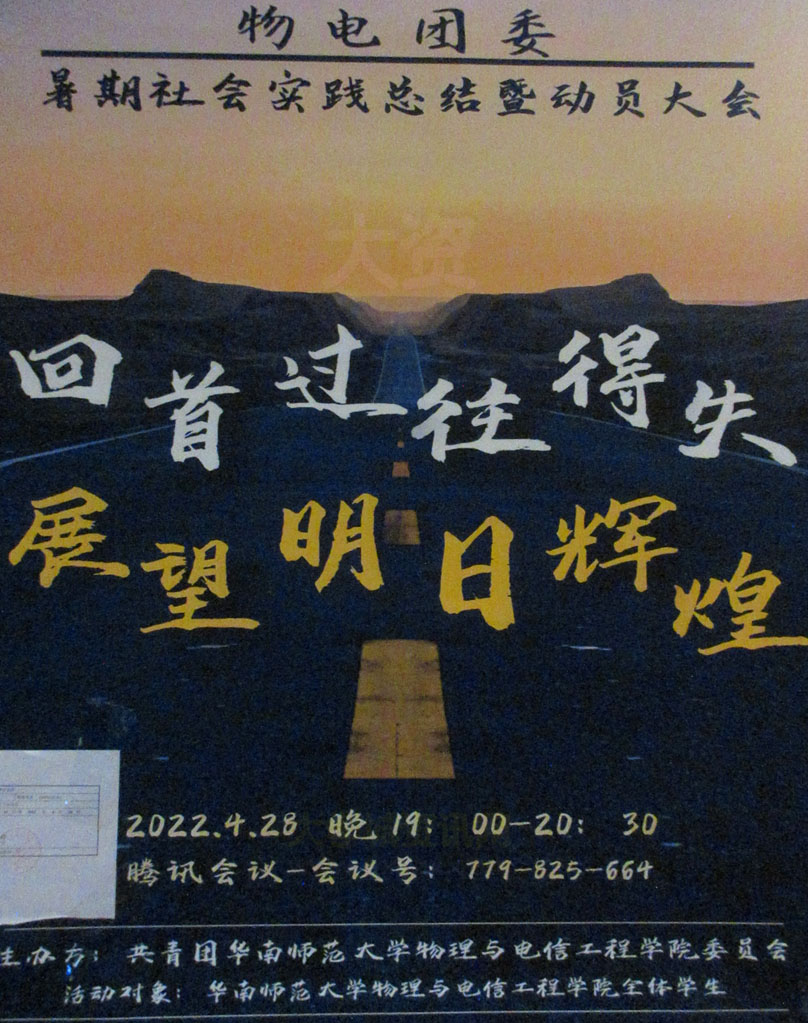 物电团委
暑期社会实践总结暨动员大会
回首过往得失
展望明日辉煌
2022.4.28 晚 19：00-20：30
腾讯会议-会议号：779-825-664
主办方：共青团华南师范大学物理与电信工程学院委员会
活动对象：华南师范大学物理与电信工程学院全体学生